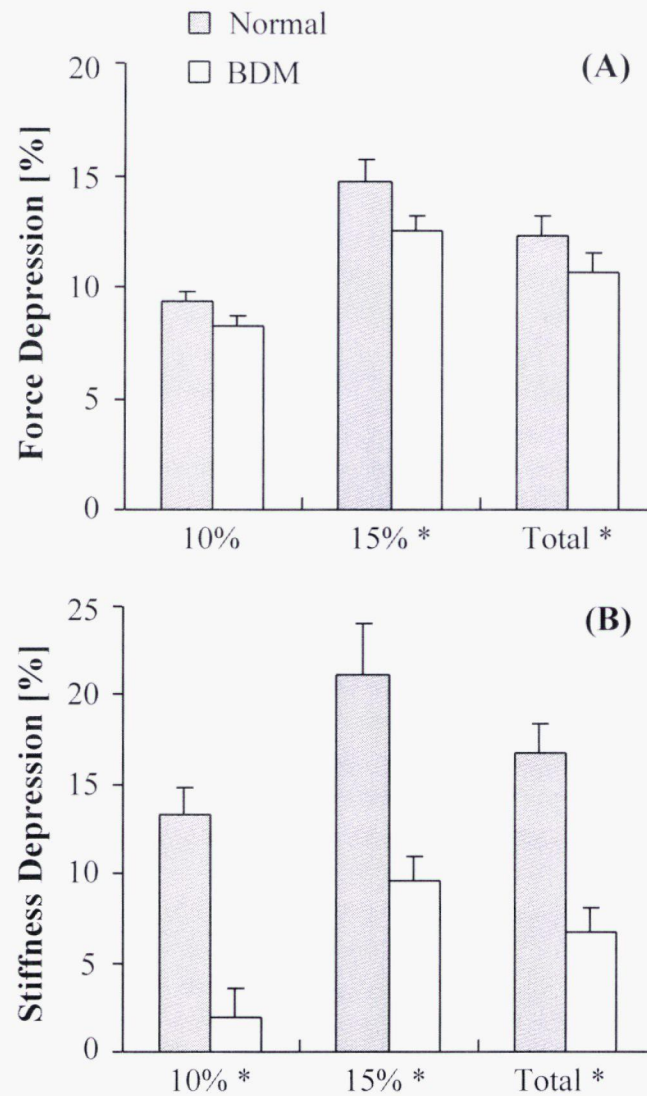 Normal
BDM
(A)
Force Depression [%]
20
15
10
5
0
10% 15% * Total *
(B)
Stiffness Depression [%]
25
20
15
10
5
0
10% * 15% * Total *